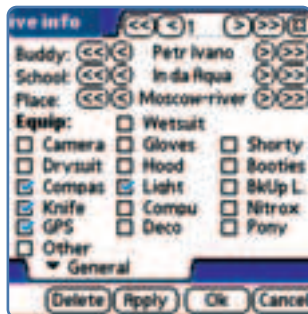 ive info << < 1 > >>
Buddy: << < Petr Ivano > >>
School: << < In da Aqua > >>
Place: << < Moscow-river > >>
Equip: Wetsuit
Camera Gloves Shorty
Drysuit Hood Booties
Compas Light BkUp L
Knife Compu Nitrox
GPS Deco Pony
Other
General
Delete Apply Ok Cancel